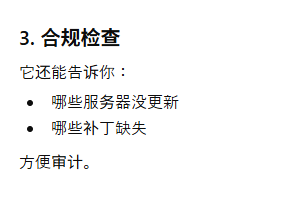 3. 合规检查
它还能告诉你：
• 哪些服务器没更新
• 哪些补丁缺失
方便审计。